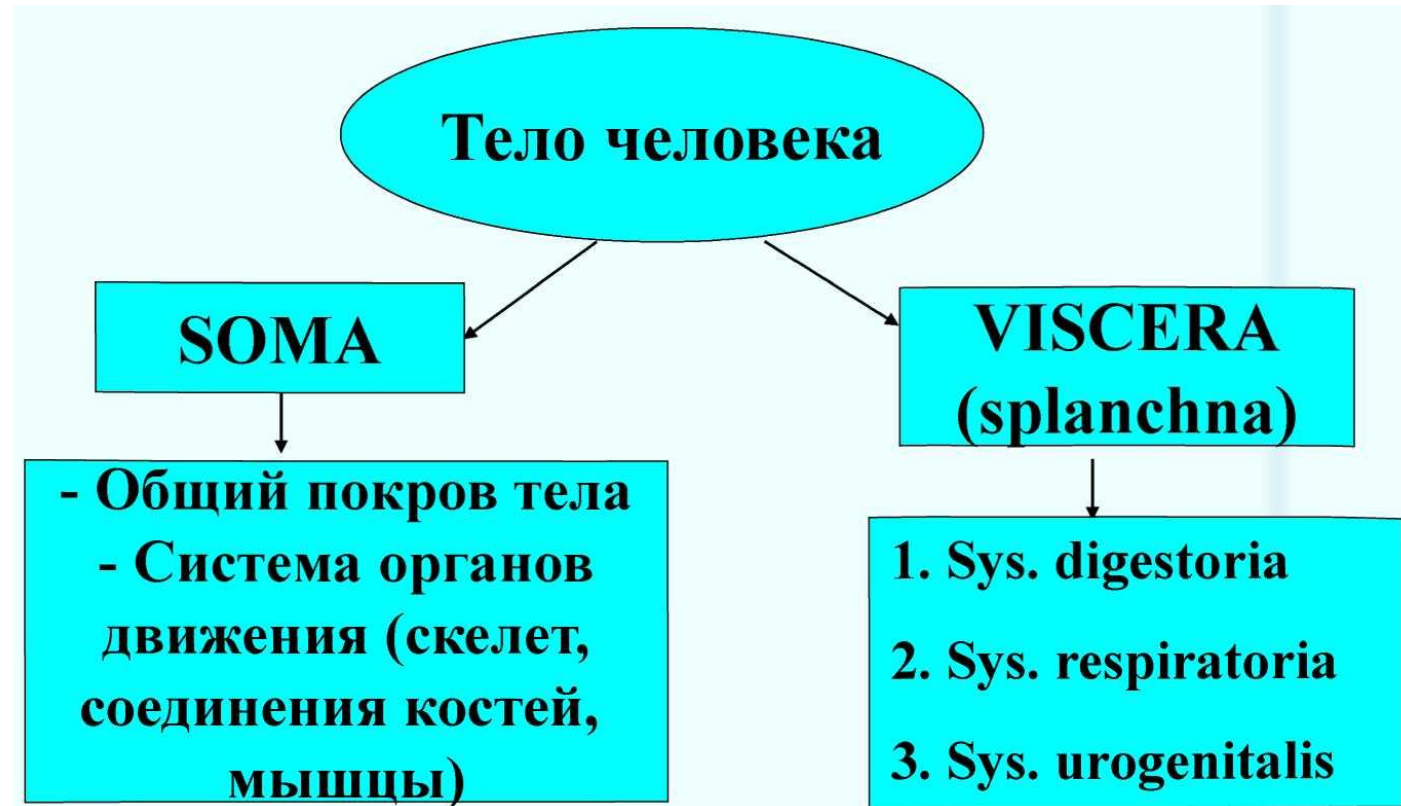 Тело человека
SOMA
VISCERA
(splanchna)
- Общий покров тела
- Система органов
движения (скелет,
соединения костей,
мышцы)
1. Sys. digestoria
2. Sys. respiratoria
3. Sys. urogenitalis